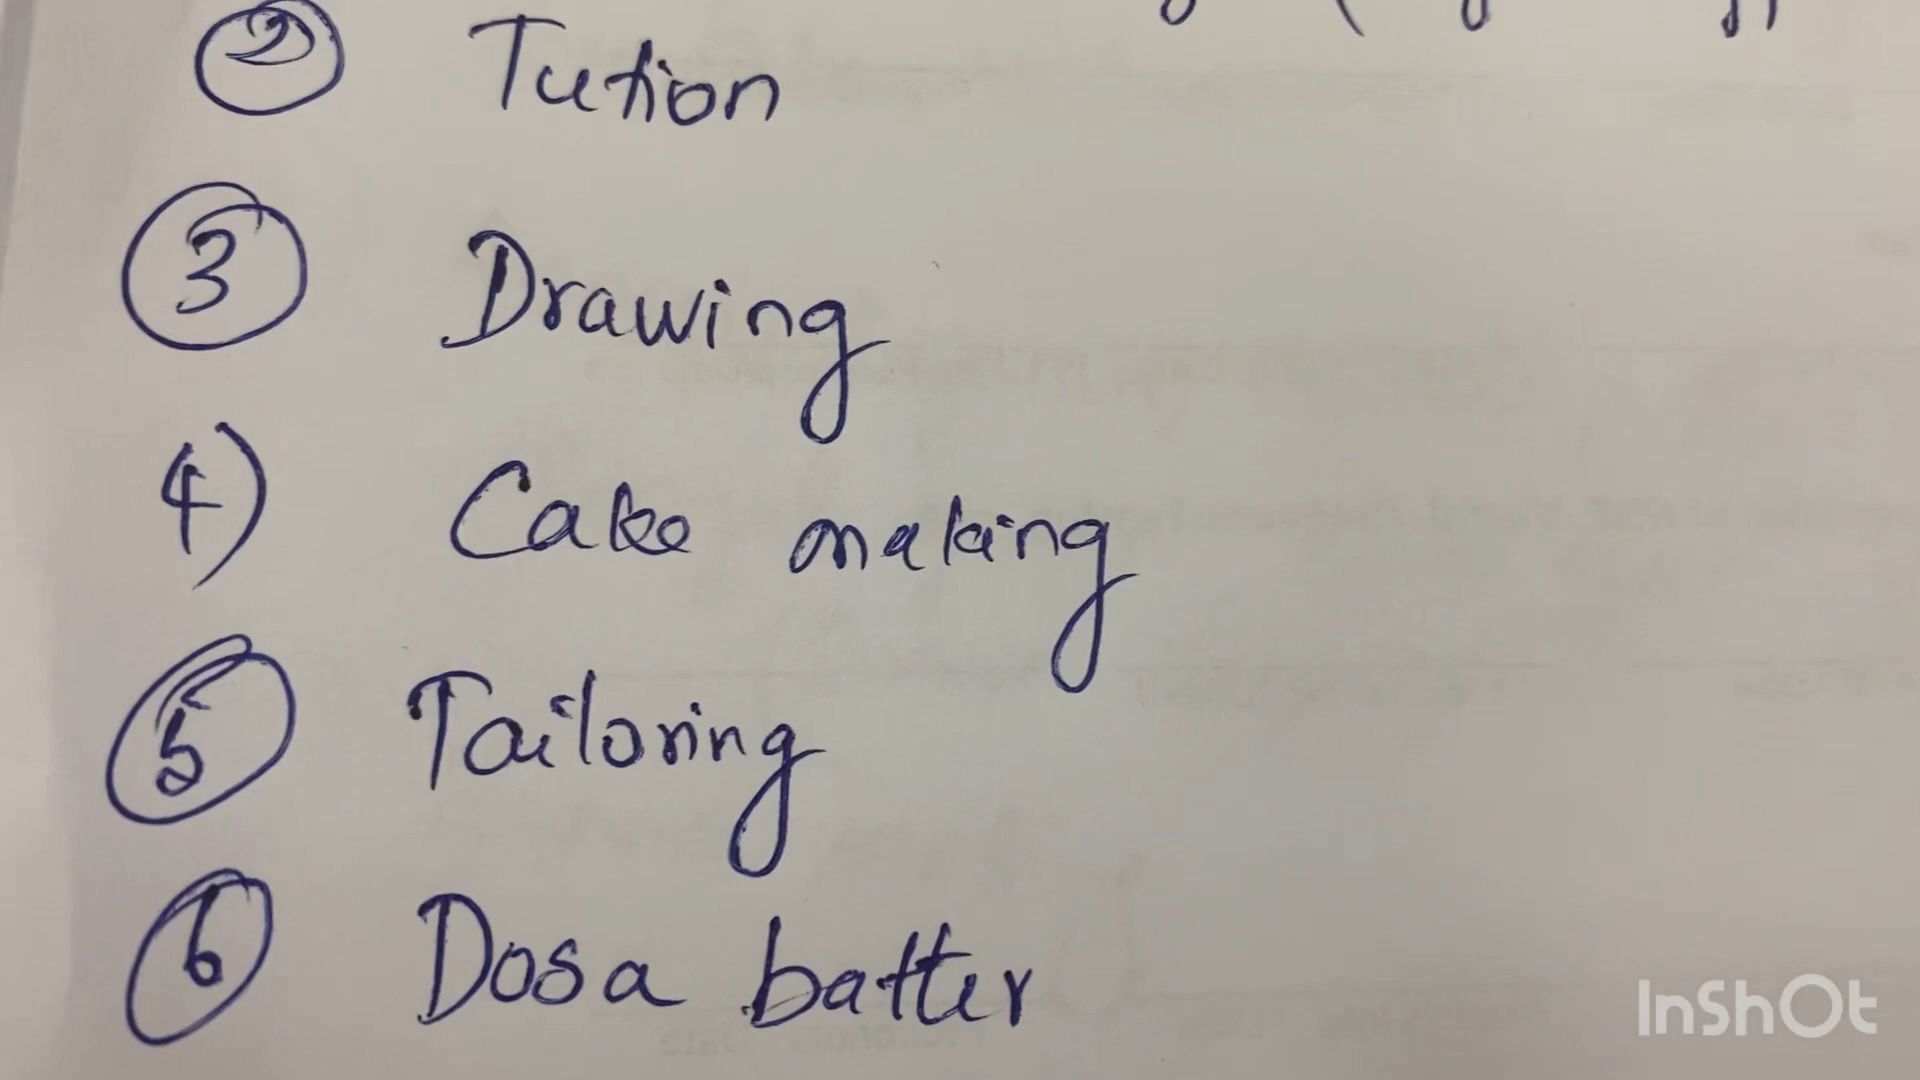 2 Tution
3 Drawing
4) Cake making
5 Tailoring
6 Dosa batter
InShOt